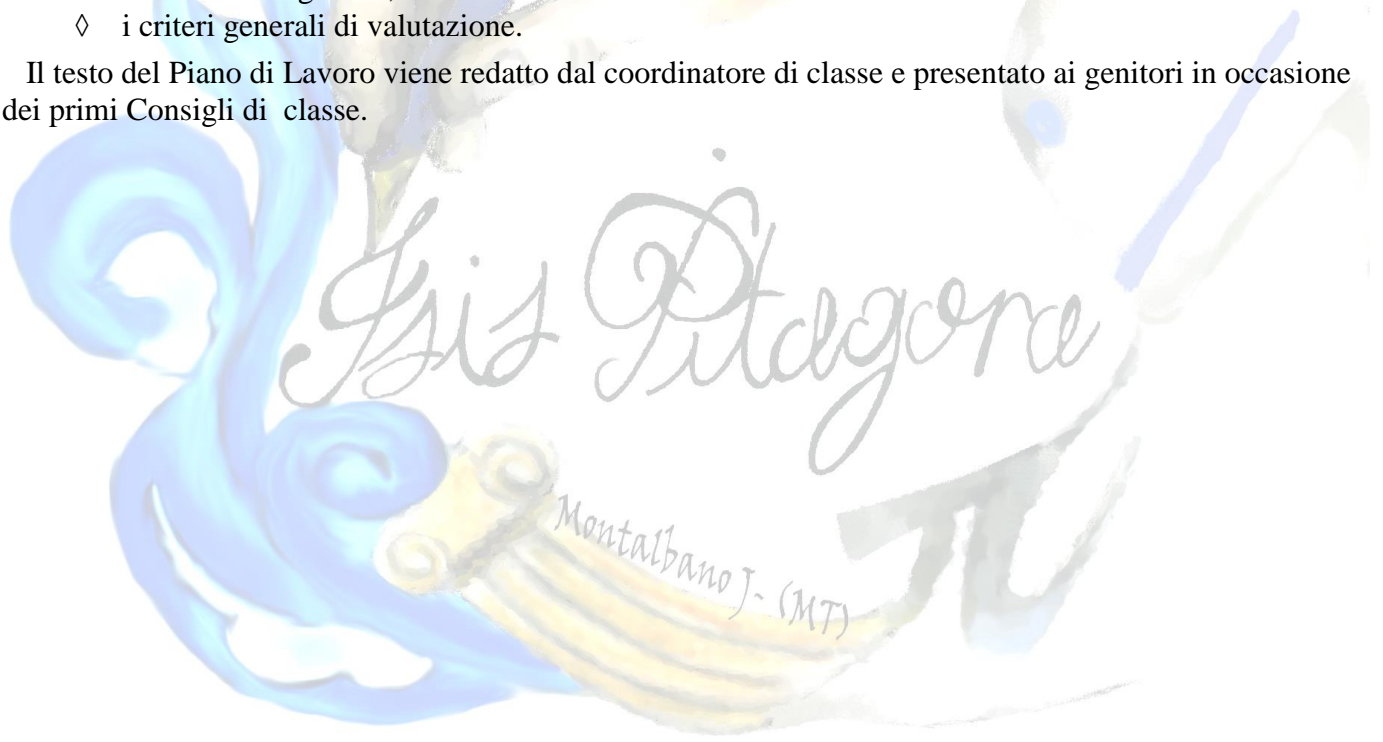 ◊ i criteri generali di valutazione.
Il testo del Piano di Lavoro viene redatto dal coordinatore di classe e presentato ai genitori in occasione
dei primi Consigli di classe.
Isis Pitagora
Montalbano J. (MT)